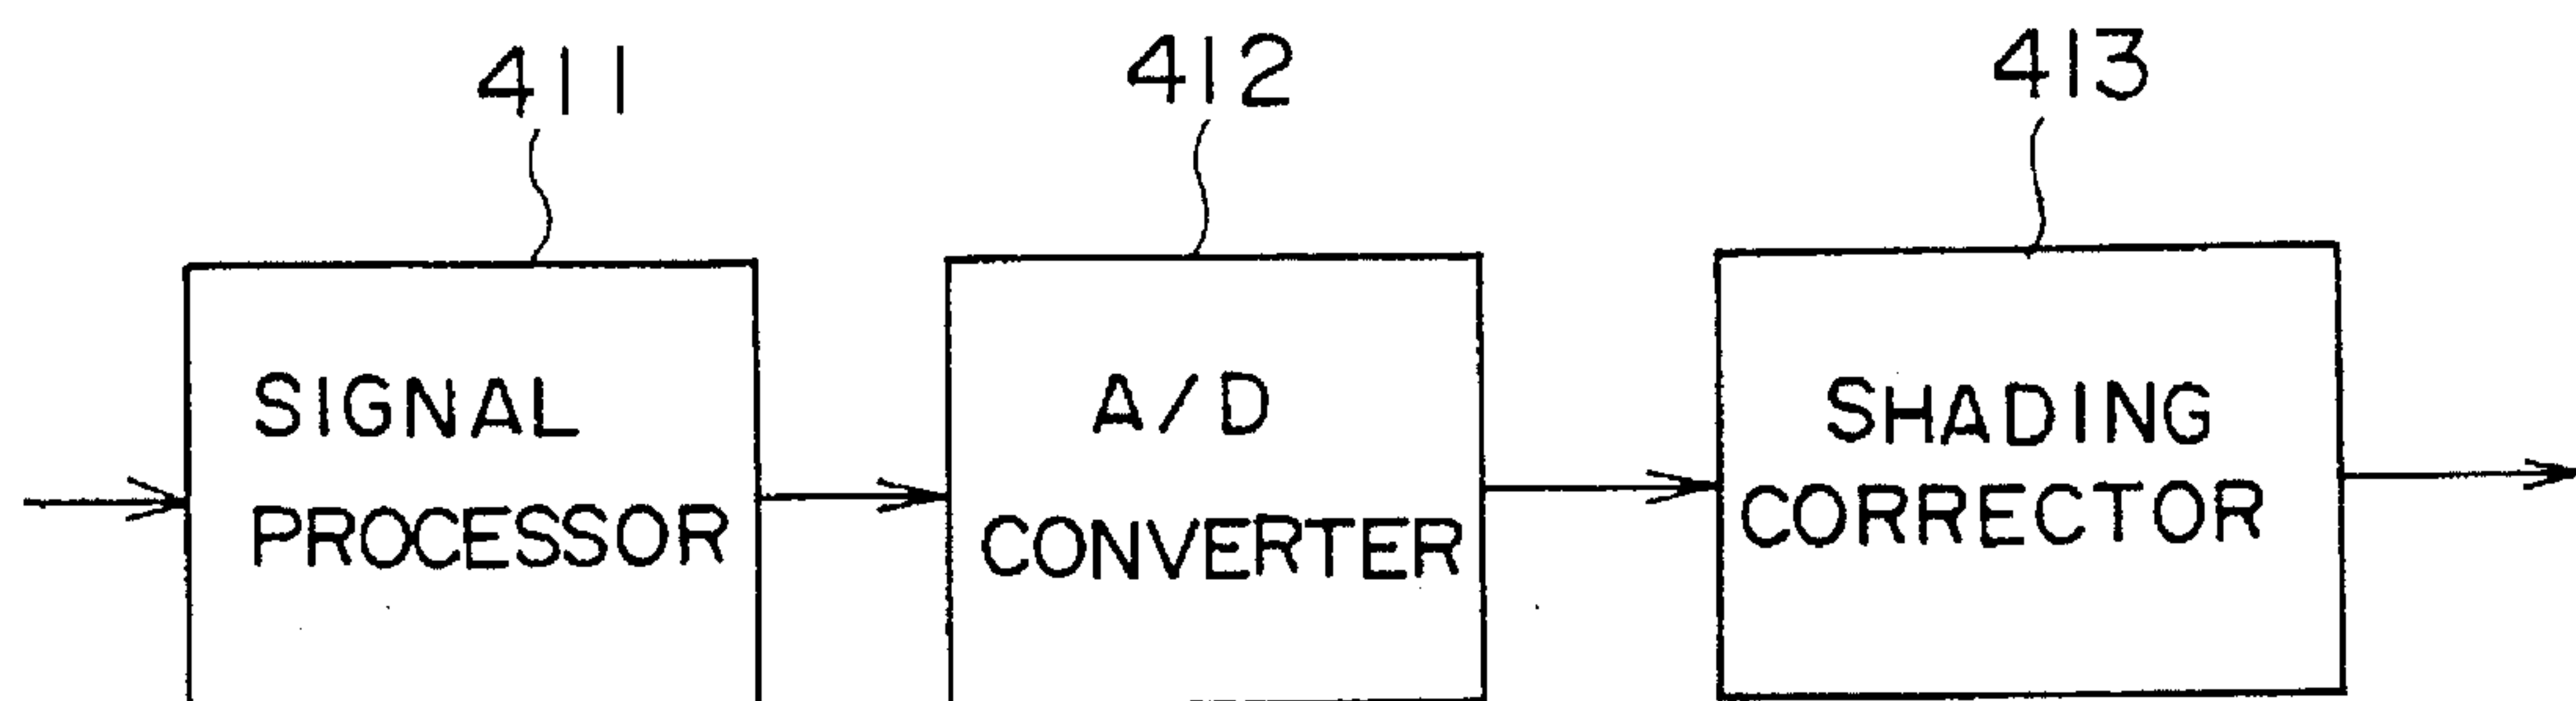 411
412
413
SIGNAL
PROCESSOR
A/D
CONVERTER
SHADING
CORRECTOR